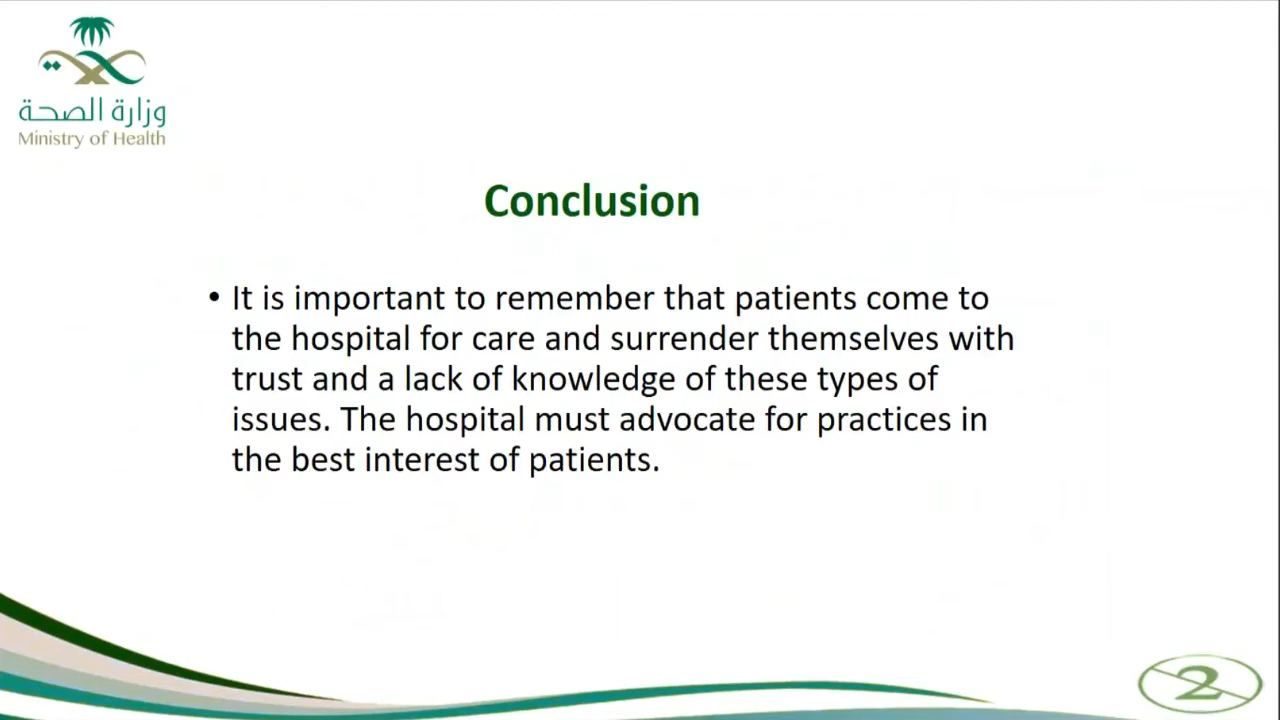 وزارة الصحة
Ministry of Health
Conclusion
• It is important to remember that patients come to
the hospital for care and surrender themselves with
trust and a lack of knowledge of these types of
issues. The hospital must advocate for practices in
the best interest of patients.
2